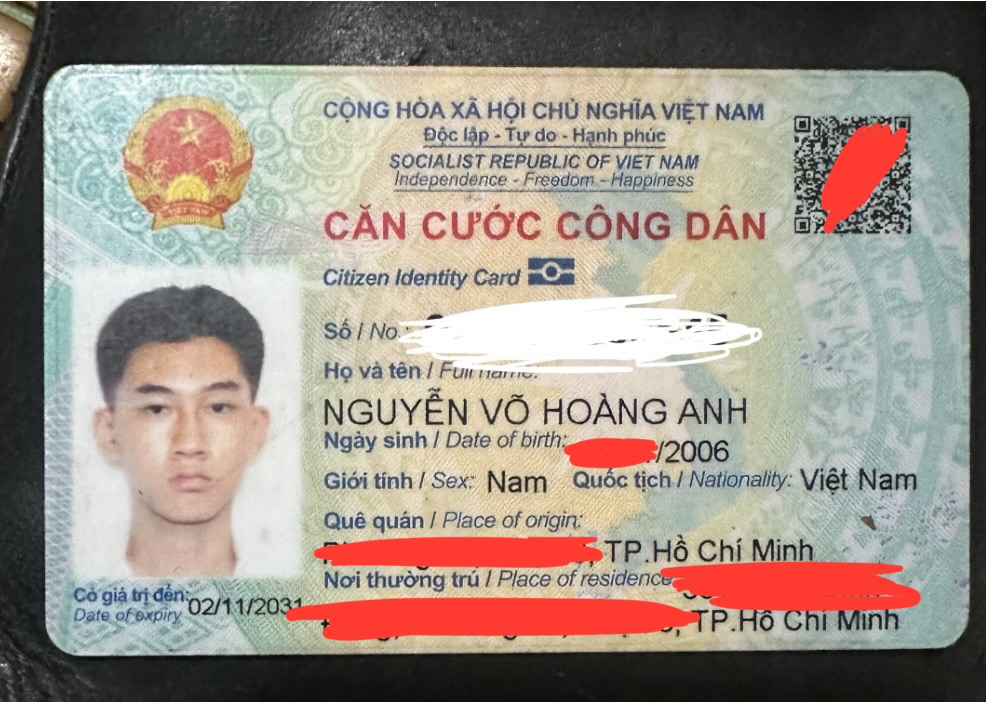 CỘNG HÒA XÃ HỘI CHỦ NGHĨA VIỆT NAM
Độc lập - Tự do - Hạnh phúc
SOCIALIST REPUBLIC OF VIET NAM
Independence - Freedom - Happiness
CĂN CƯỚC CÔNG DÂN
Citizen Identity Card
Số / No.:
Họ và tên / Full name:
NGUYỄN VÕ HOÀNG ANH
Ngày sinh / Date of birth: /2006
Giới tính / Sex: Nam Quốc tịch / Nationality: Việt Nam
Quê quán / Place of origin:
, TP.Hồ Chí Minh
Nơi thường trú / Place of residence
, TP.Hồ Chí Minh
Có giá trị đến: 02/11/2031
Date of expiry
VIỆT NAM